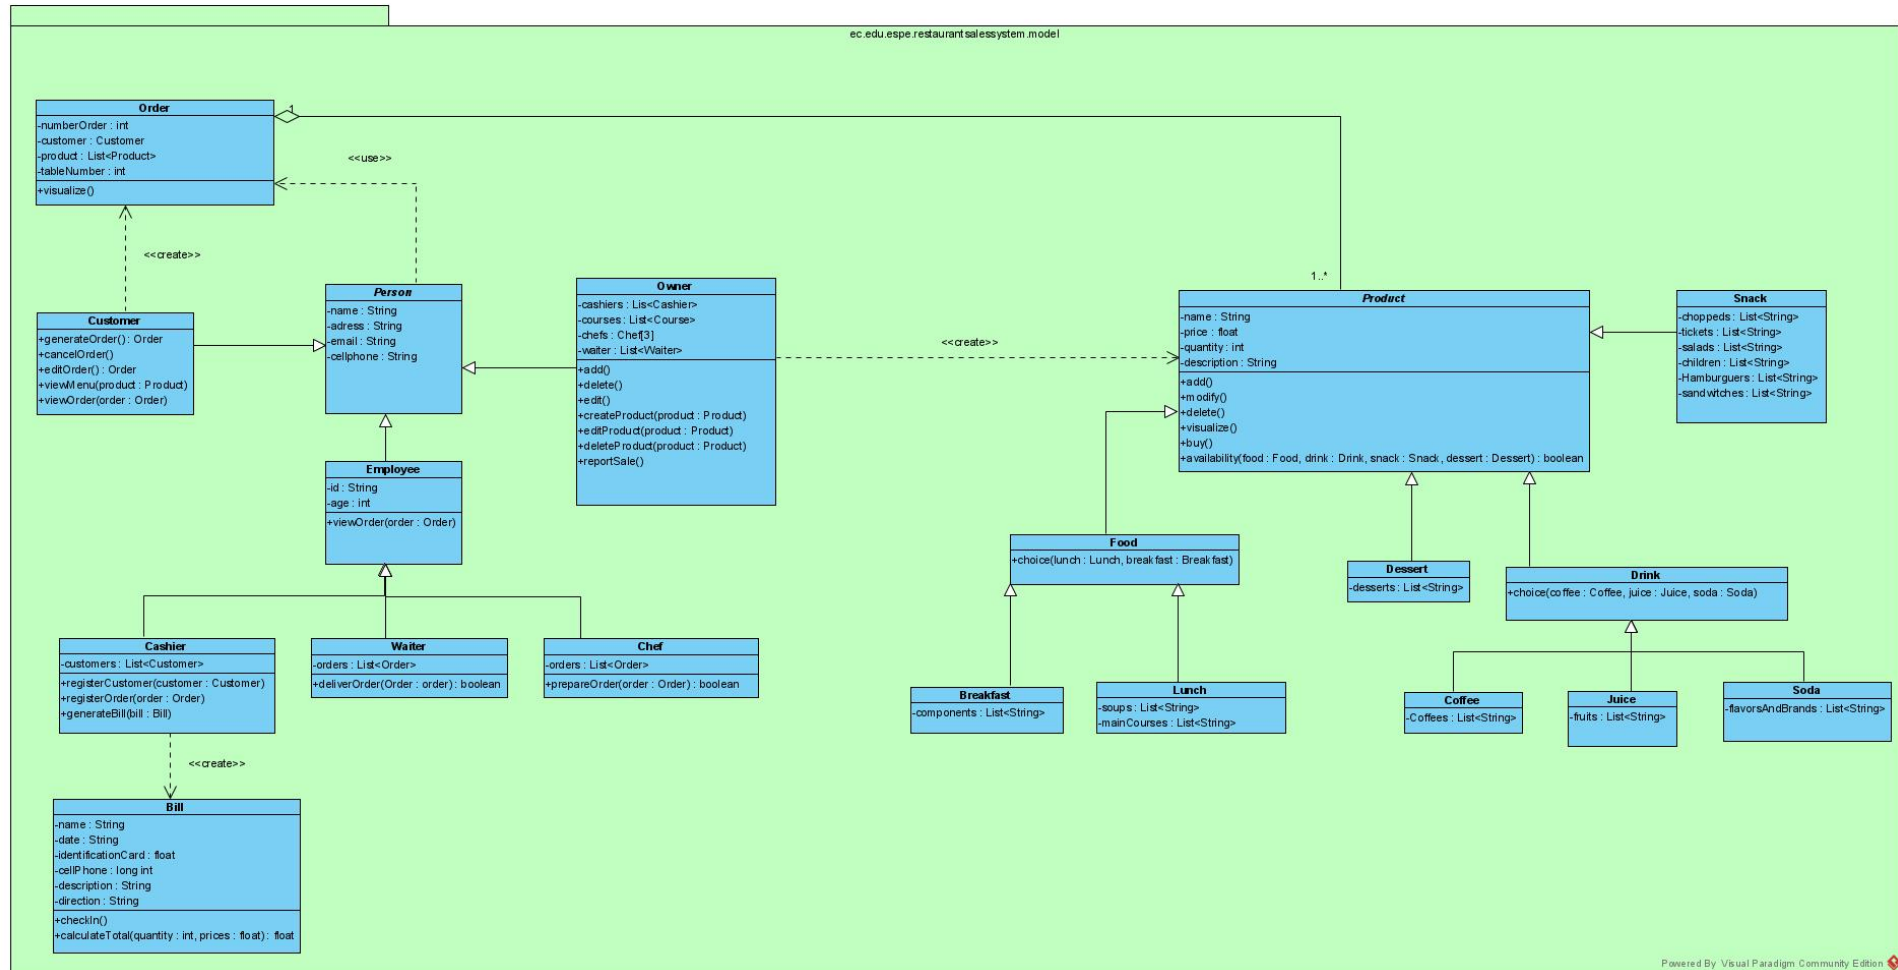 ec.edu.espe.restaurantsalessystem.model
Order
-numberOrder : int
-customer : Customer
-product : List<Product>
-tableNumber : int
+visualize()
1
<<use>>
<<create>>
1..*
Customer
+generateOrder() : Order
+cancelOrder()
+editOrder() : Order
+viewMenu(product : Product)
+viewOrder(order : Order)
Person
-name : String
-adress : String
-email : String
-cellphone : String
Owner
-cashiers : Lis<Cashier>
-courses : List<Course>
-chefs : Chef[3]
-waiter : List<Waiter>
+add()
+delete()
+edit()
+createProduct(product : Product)
+editProduct(product : Product)
+deleteProduct(product : Product)
+reportSale()
<<create>>
Product
-name : String
-price : float
-quantity : int
-description : String
+add()
+modify()
+delete()
+visualize()
+buy()
+availability(food : Food, drink : Drink, snack : Snack, dessert : Dessert) : boolean
Snack
-choppeds : List<String>
-tickets : List<String>
-salads : List<String>
-children : List<String>
-Hamburguers : List<String>
-sandwtches : List<String>
Employee
-id : String
-age : int
+viewOrder(order : Order)
Food
+choice(lunch : Lunch, breakfast : Breakfast)
Dessert
-desserts : List<String>
Drink
+choice(coffee : Coffee, juice : Juice, soda : Soda)
Cashier
-customers : List<Customer>
+registerCustomer(customer : Customer)
+registerOrder(order : Order)
+generateBill(bill : Bill)
Waiter
-orders : List<Order>
+deliverOrder(Order : order) : boolean
Chef
-orders : List<Order>
+prepareOrder(order : Order) : boolean
Breakfast
-components : List<String>
Lunch
-soups : List<String>
-mainCourses : List<String>
Coffee
-Coffees : List<String>
Juice
-fruits : List<String>
Soda
-flavorsAndBrands : List<String>
<<create>>
Bill
-name : String
-date : String
-identificationCard : float
-cellPhone : long int
-description : String
-direction : String
+checkIn()
+calculateTotal(quantity : int, prices : float) : float
Powered By Visual Paradigm Community Edition